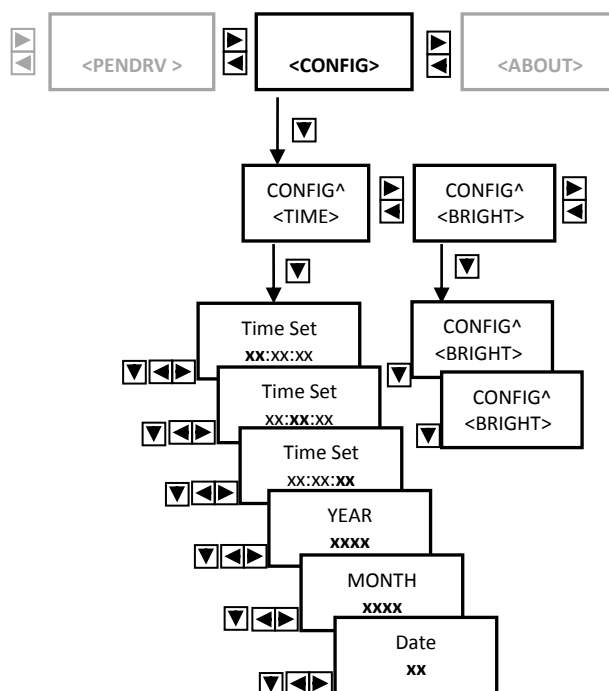 <PENDRV >
<CONFIG>
<ABOUT>
CONFIG^
<TIME>
CONFIG^
<BRIGHT>
Time Set
xx:xx:xx
Time Set
xx:xx:xx
Time Set
xx:xx:xx
YEAR
xxxx
MONTH
xxxx
Date
xx
CONFIG^
<BRIGHT>
CONFIG^
<BRIGHT>